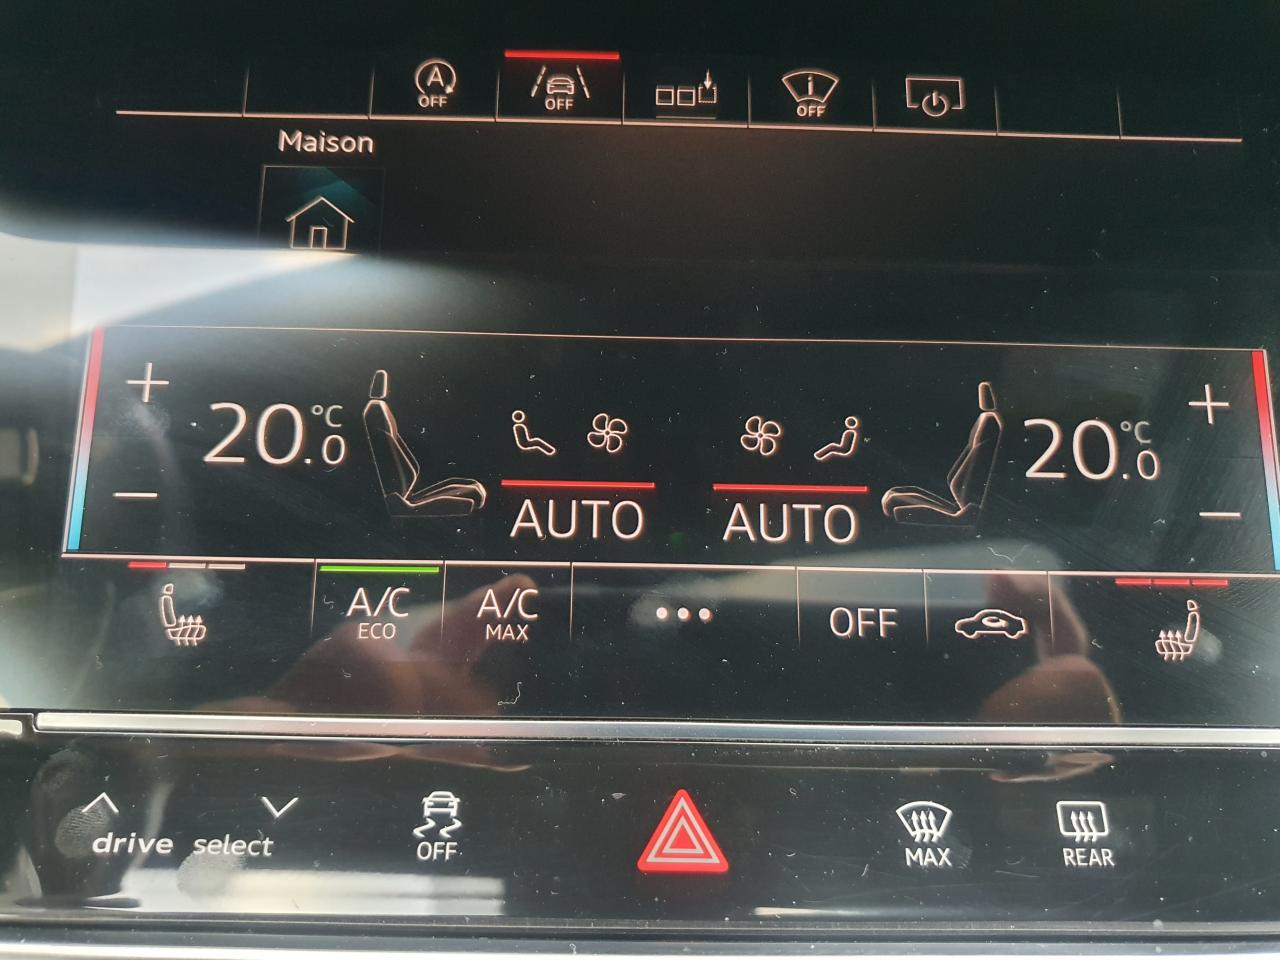 A
OFF
OFF
i
OFF
Maison
+
20.0 °C
20.0 °C
+
−
AUTO
AUTO
−
A/C
ECO
A/C
MAX
•••
OFF
drive select
OFF
MAX
REAR